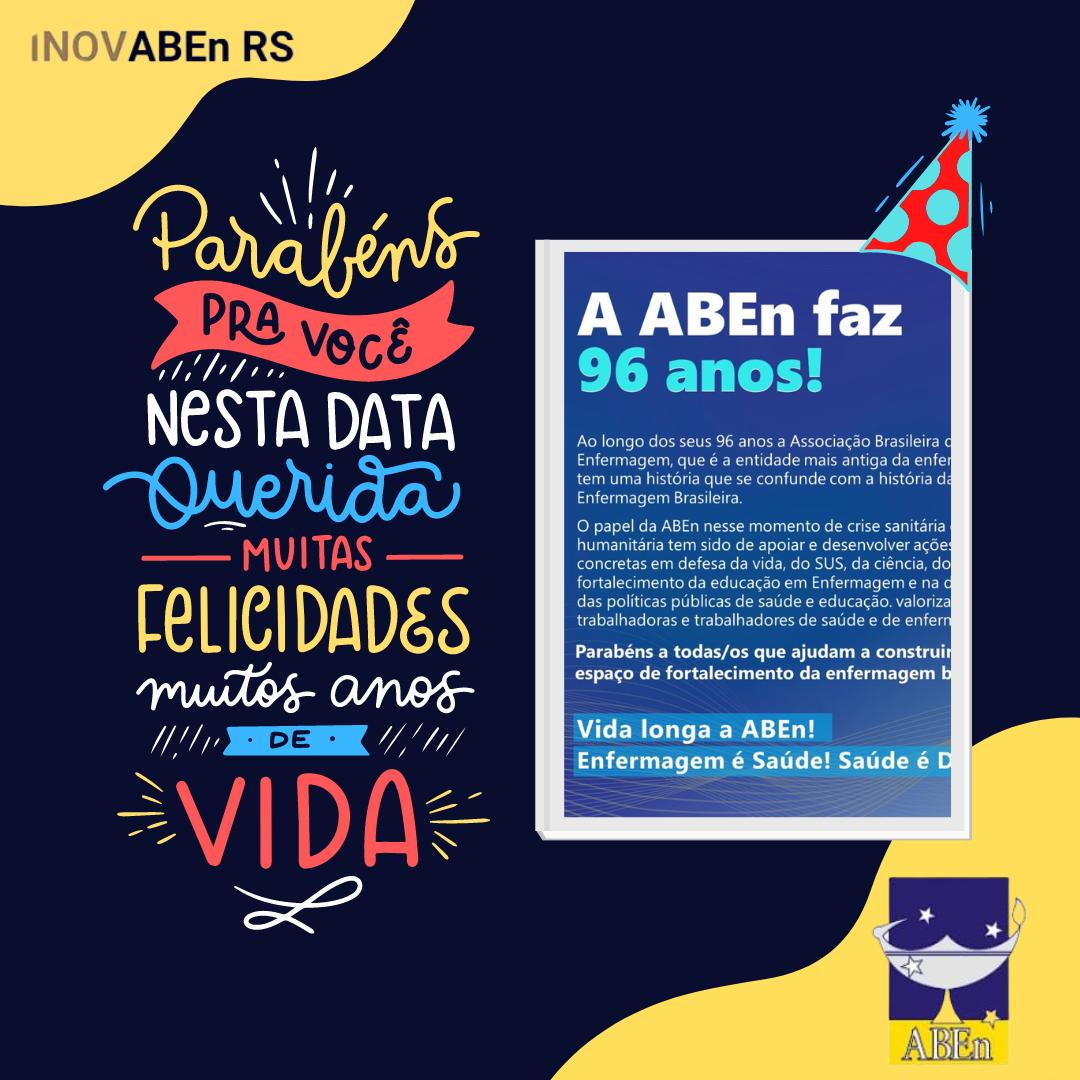 INOVABEn RS
Parabéns
PRA VOCÊ
NESTA DATA
Querida
MUITAS
FELICIDADES
muitos anos
DE
VIDA
A ABEn faz
96 anos!
Ao longo dos seus 96 anos a Associação Brasileira
Enfermagem, que é a entidade mais antiga da
tem uma história que se confunde com a história
Enfermagem Brasileira.
O papel da ABEn nesse momento de crise sanitária
humanitária tem sido de apoiar e desenvolver ações
concretas em defesa da vida, do SUS, da ciência, do
fortalecimento da educação em Enfermagem e na
das políticas públicas de saúde e educação. valoriza
trabalhadoras e trabalhadores de saúde e de enferm
Parabéns a todas/os que ajudam a construir
espaço de fortalecimento da enfermagem b
Vida longa a ABEn!
Enfermagem é Saúde! Saúde é D
ABEn